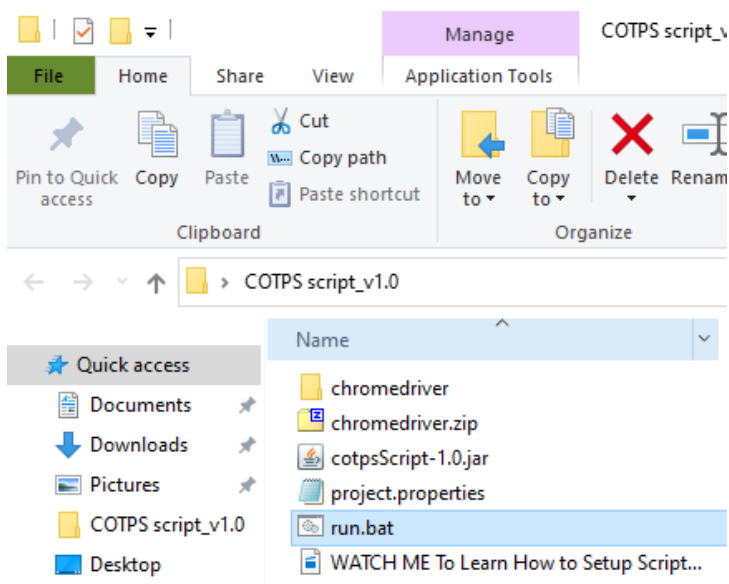 Manage
COTPS script_v
File
Home
Share
View
Application Tools
Pin to Quick access
Copy
Paste
Cut
Copy path
Paste shortcut
Move to
Copy to
Delete
Renam
Clipboard
Organize
COTPS script_v1.0
Name
Quick access
Documents
Downloads
Pictures
COTPS script_v1.0
Desktop
chromedriver
chromedriver.zip
cotpsScript-1.0.jar
project.properties
run.bat
WATCH ME To Learn How to Setup Script...